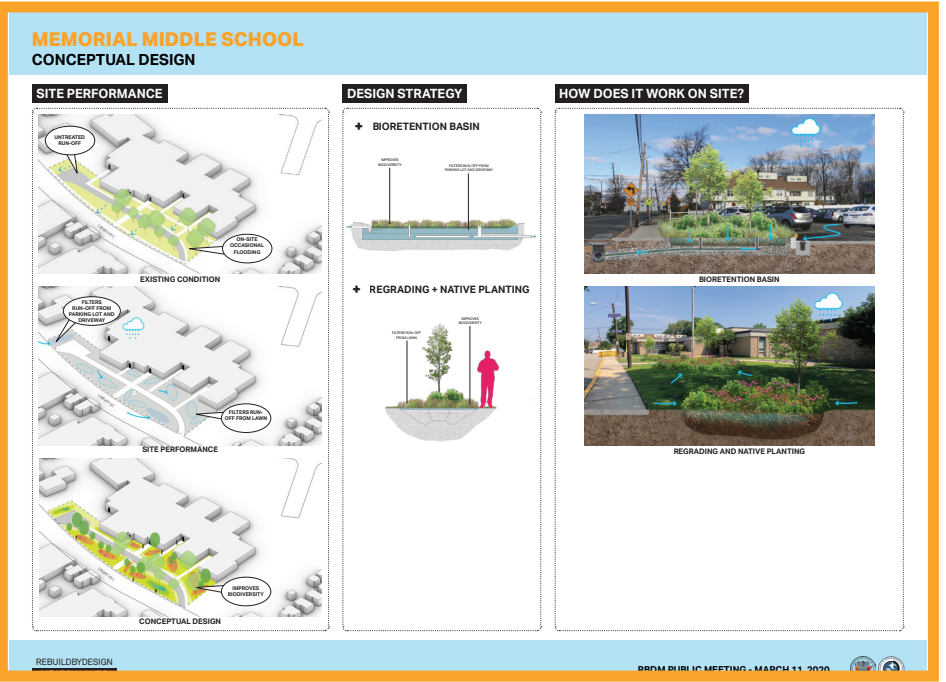 MEMORIAL MIDDLE SCHOOL
CONCEPTUAL DESIGN
SITE PERFORMANCE
UNTREATED
RUN-OFF
ON-SITE
OCCASIONAL
FLOODING
EXISTING CONDITION
FILTERS
RUN-OFF FROM
PARKING LOT AND
DRIVEWAY
FILTERS RUN-
OFF FROM LAWN
SITE PERFORMANCE
IMPROVES
BIODIVERSITY
CONCEPTUAL DESIGN
DESIGN STRATEGY
+ BIORETENTION BASIN
IMPROVES
BIODIVERSITY
FILTERS RUN-OFF FROM
PARKING LOT AND DRIVEWAY
+ REGRADING + NATIVE PLANTING
FILTERS RUN-OFF
FROM LAWN
IMPROVES
BIODIVERSITY
HOW DOES IT WORK ON SITE?
BIORETENTION BASIN
REGRADING AND NATIVE PLANTING
REBUILDBYDESIGN
RBDM PUBLIC MEETING - MARCH 11, 2020